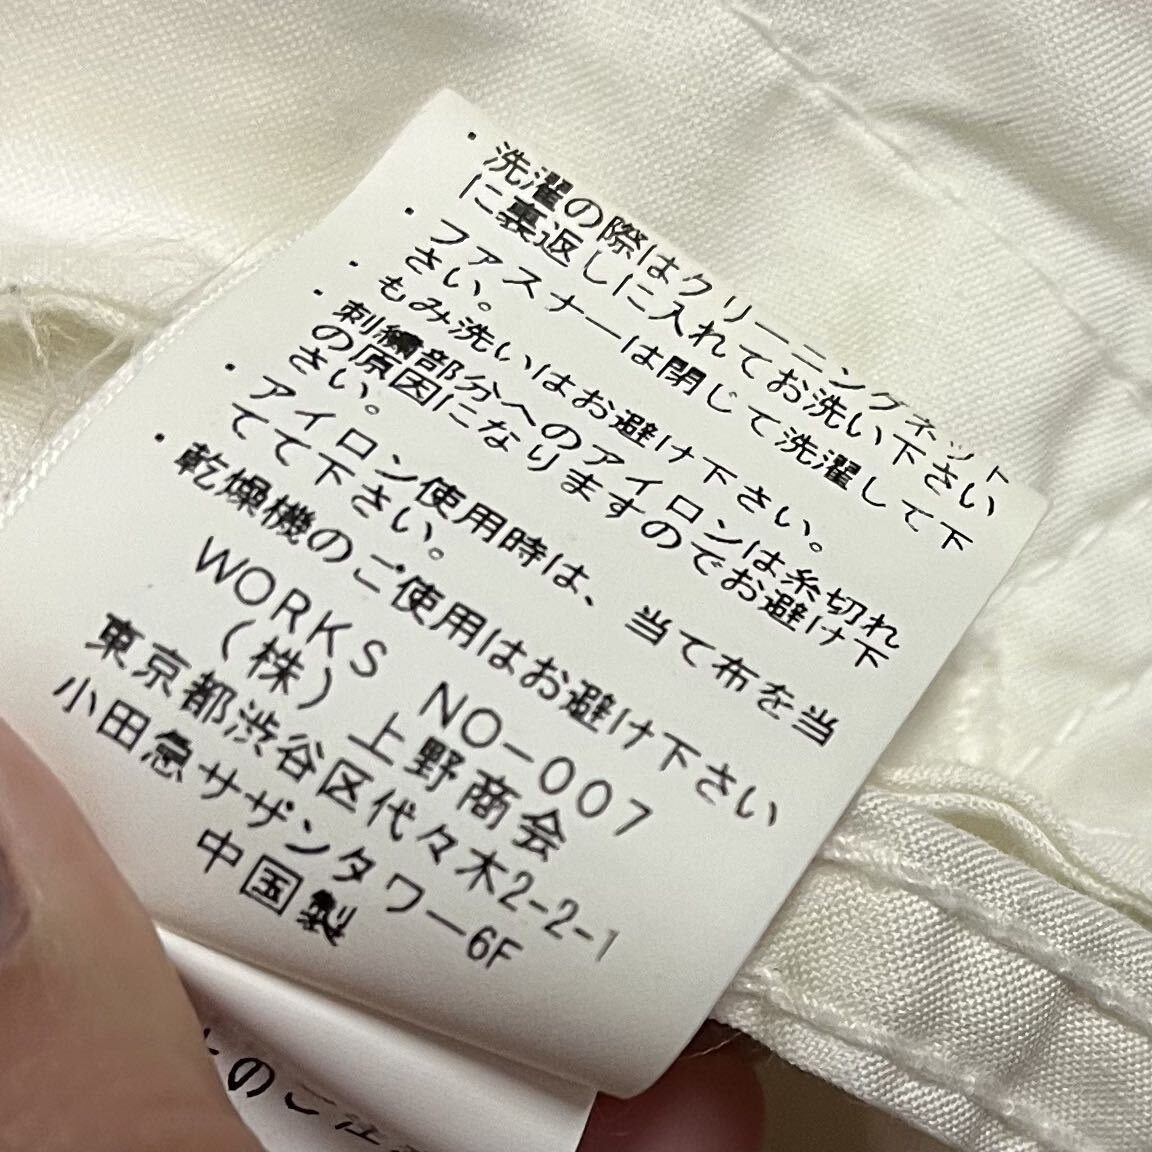 ・洗濯の際はクリーニングネット
に裏返しに入れてお洗い下さい
・ファスナーは閉じて洗濯して下
さい。
・もみ洗いはお避け下さい。
・刺繍部分へのアイロンは糸切れ
の原因になりますのでお避け下
さい。
・アイロン使用時は、当て布を当
てて下さい。
・乾燥機のご使用はお避け下さい
WORKS NO-007
(株)上野商会
東京都渋谷区代々木2-2-1
小田急サザンタワー6F
中国製
のご注